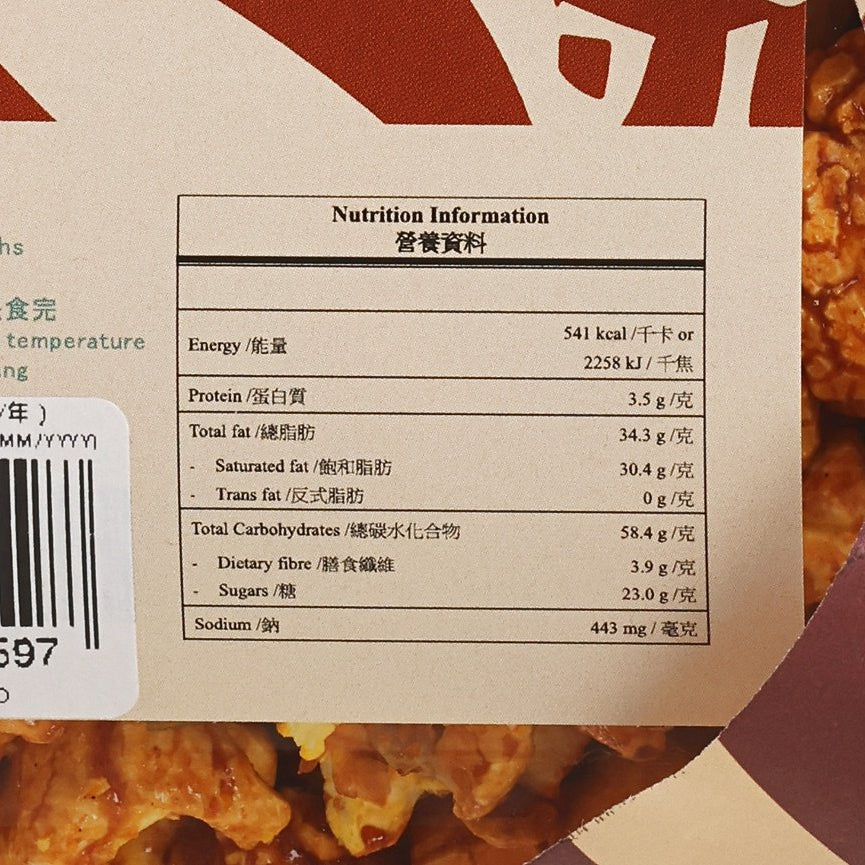 Nutrition Information
營養資料
Energy /能量
541 kcal /千卡 or
2258 kJ / 千焦
Protein /蛋白質 3.5 g /克
Total fat /總脂肪 34.3 g /克
- Saturated fat /飽和脂肪 30.4 g /克
- Trans fat /反式脂肪 0 g /克
Total Carbohydrates /總碳水化合物 58.4 g /克
- Dietary fibre /膳食纖維 3.9 g /克
- Sugars /糖 23.0 g /克
Sodium /鈉 443 mg / 毫克
食完
temperature
/年 )
MM/YYYY)
597